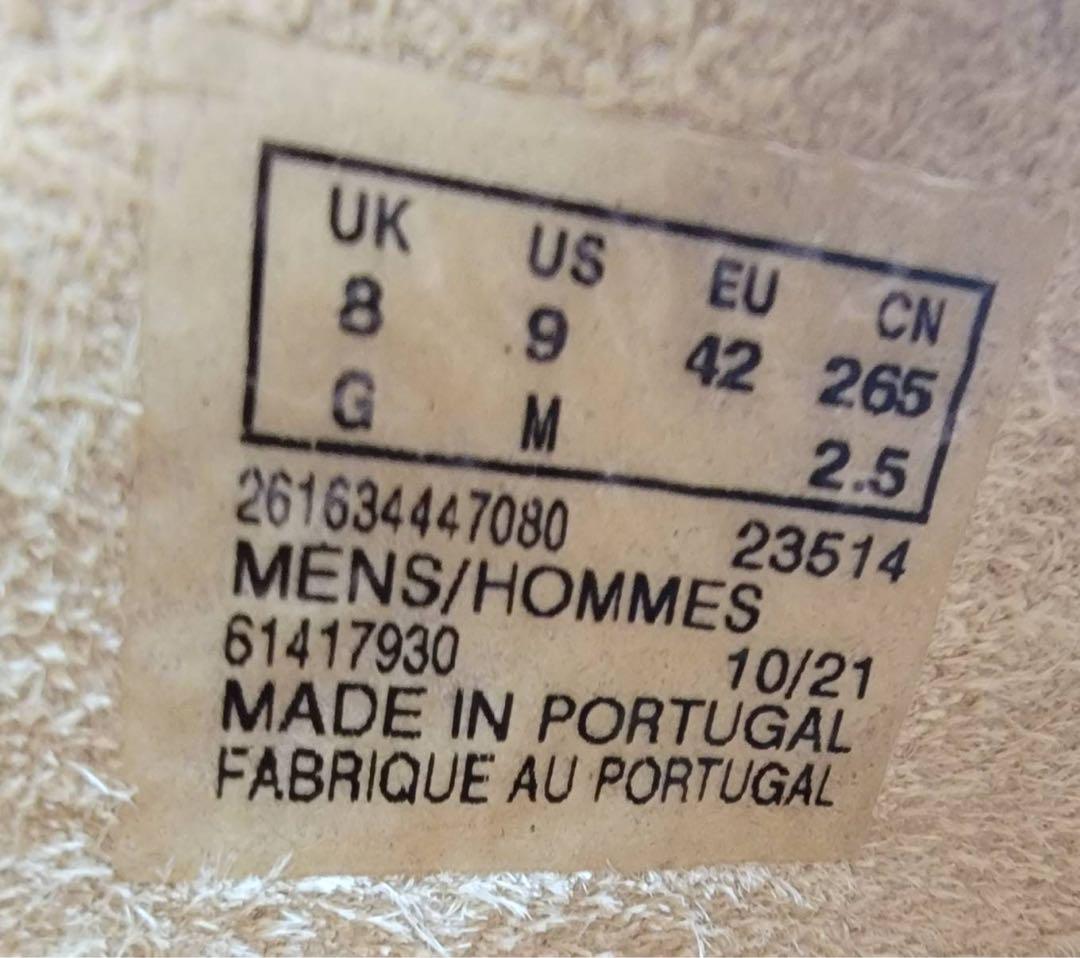 UK US EU CN
8 9 42 265
G M 2.5
261634447080 23514
MENS/HOMMES
61417930 10/21
MADE IN PORTUGAL
FABRIQUE AU PORTUGAL